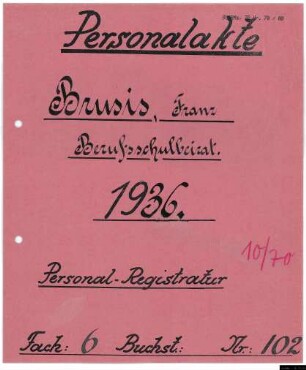 Personalakte
Brusis, Franz
Berufsschulbeirat.
1936.
10/70
Personal-Registratur
Fach: 6 Buchst: Nr: 102